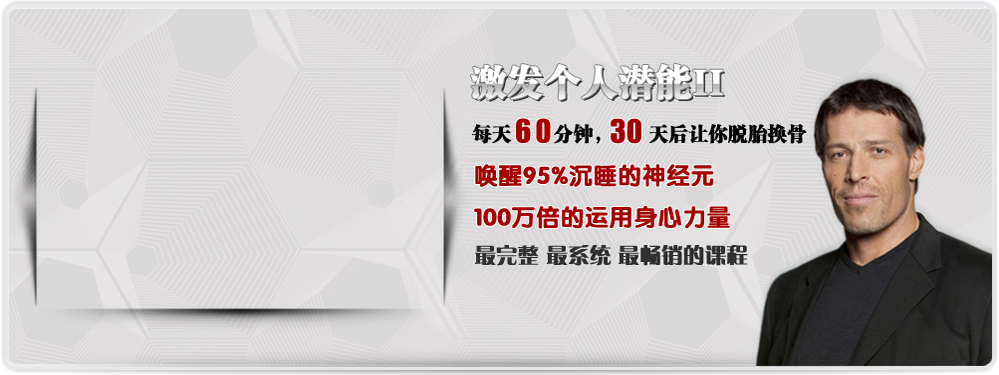 激发个人潜能II
每天60分钟，30 天后让你脱胎换骨
唤醒95%沉睡的神经元
100万倍的运用身心力量
最完整 最系统 最畅销的课程